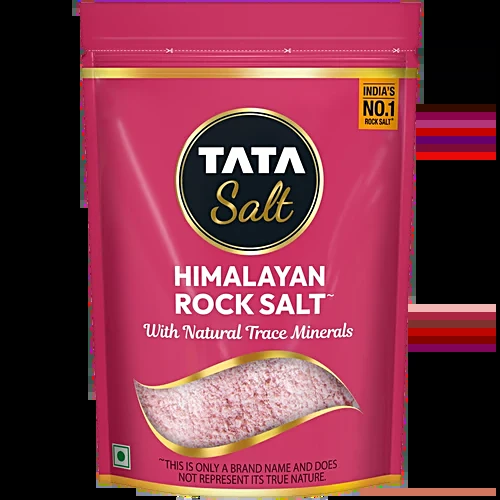 INDIA'S
NO.1
ROCK SALT*
TATA
Salt
HIMALAYAN
ROCK SALT~
With Natural Trace Minerals
~THIS IS ONLY A BRAND NAME AND DOES
NOT REPRESENT ITS TRUE NATURE.